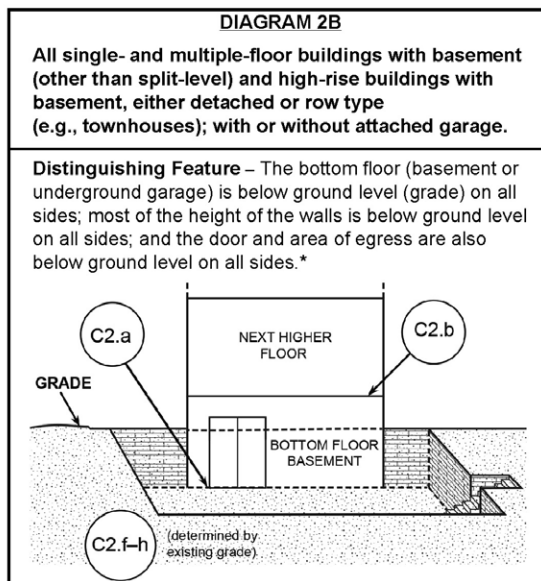 DIAGRAM 2B
All single- and multiple-floor buildings with basement
(other than split-level) and high-rise buildings with
basement, either detached or row type
(e.g., townhouses); with or without attached garage.
Distinguishing Feature – The bottom floor (basement or
underground garage) is below ground level (grade) on all
sides; most of the height of the walls is below ground level
on all sides; and the door and area of egress are also
below ground level on all sides.*
C2.a
NEXT HIGHER
FLOOR
C2.b
GRADE
BOTTOM FLOOR
BASEMENT
C2.f–h
(determined by
existing grade)